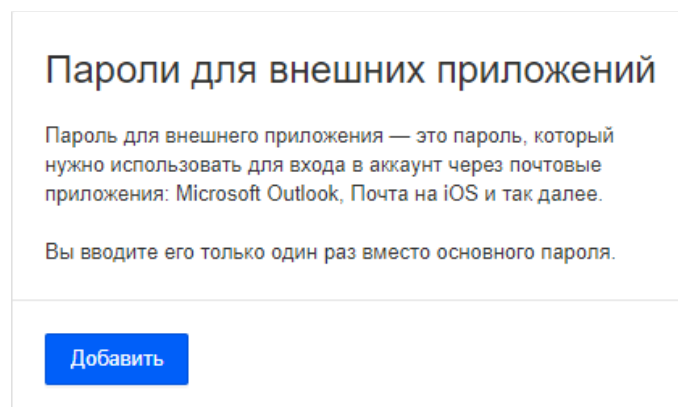 Пароли для внешних приложений
Пароль для внешнего приложения — это пароль, который
нужно использовать для входа в аккаунт через почтовые
приложения: Microsoft Outlook, Почта на iOS и так далее.
Вы вводите его только один раз вместо основного пароля.
Добавить